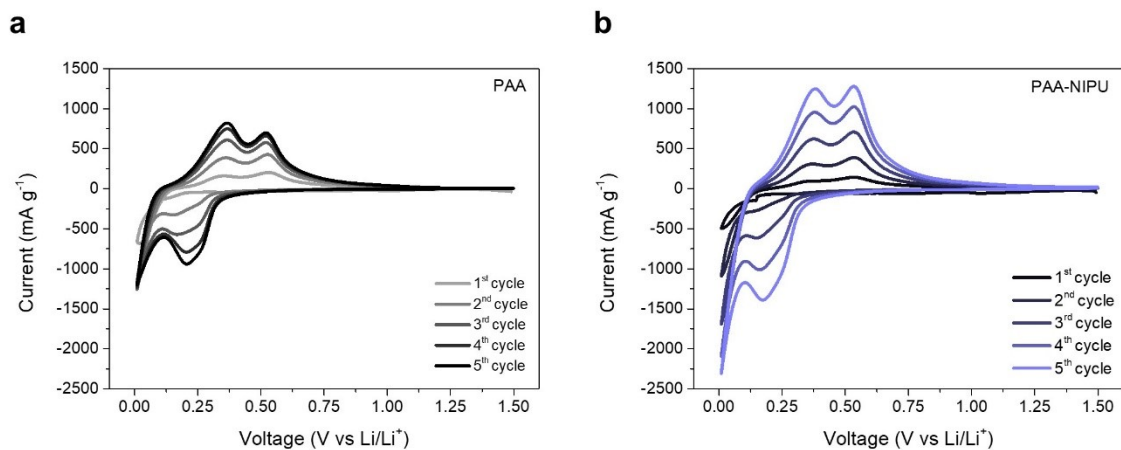 a
PAA
Current (mA g⁻¹)
1500
1000
500
0
-500
-1000
-1500
-2000
-2500
1ˢᵗ cycle
2ⁿᵈ cycle
3ʳᵈ cycle
4ᵗʰ cycle
5ᵗʰ cycle
0.00 0.25 0.50 0.75 1.00 1.25 1.50
Voltage (V vs Li/Li⁺)
b
PAA-NIPU
Current (mA g⁻¹)
1500
1000
500
0
-500
-1000
-1500
-2000
-2500
1ˢᵗ cycle
2ⁿᵈ cycle
3ʳᵈ cycle
4ᵗʰ cycle
5ᵗʰ cycle
0.00 0.25 0.50 0.75 1.00 1.25 1.50
Voltage (V vs Li/Li⁺)